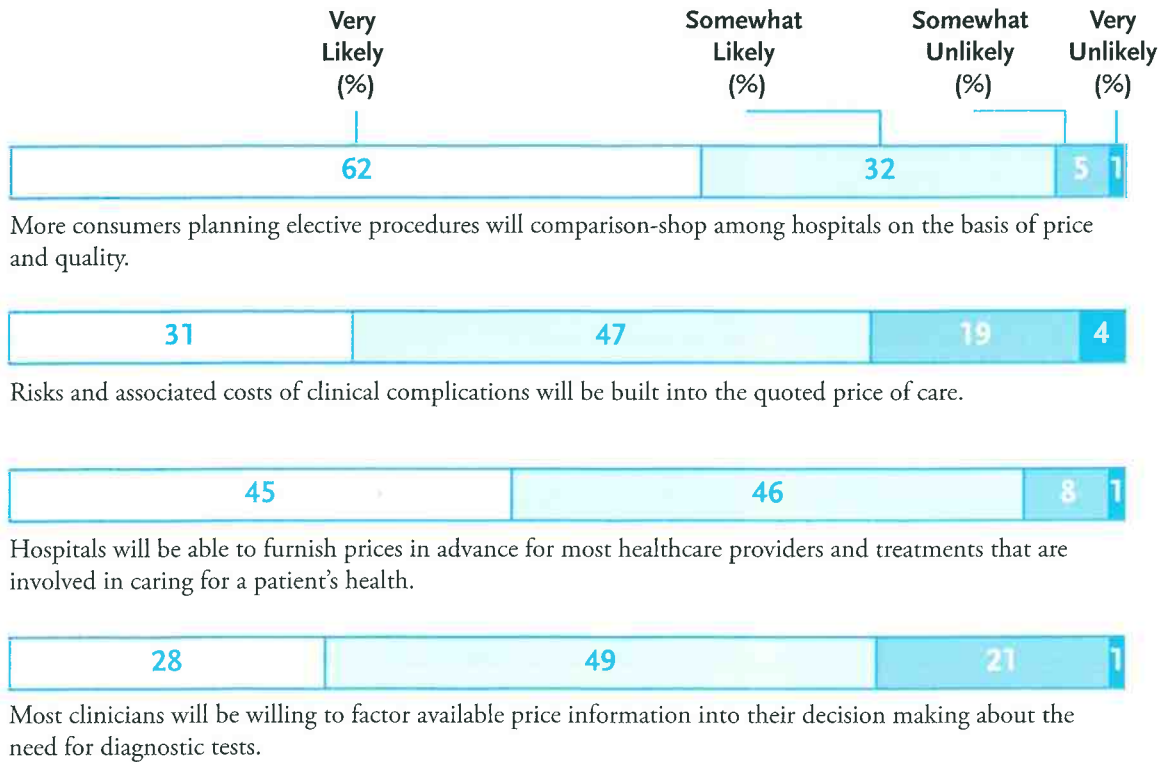 Very Likely (%)
Somewhat Likely (%)
Somewhat Unlikely (%)
Very Unlikely (%)
62 32 5 1
More consumers planning elective procedures will comparison-shop among hospitals on the basis of price
and quality.
31 47 19 4
Risks and associated costs of clinical complications will be built into the quoted price of care.
45 46 8 1
Hospitals will be able to furnish prices in advance for most healthcare providers and treatments that are
involved in caring for a patient's health.
28 49 21 1
Most clinicians will be willing to factor available price information into their decision making about the
need for diagnostic tests.